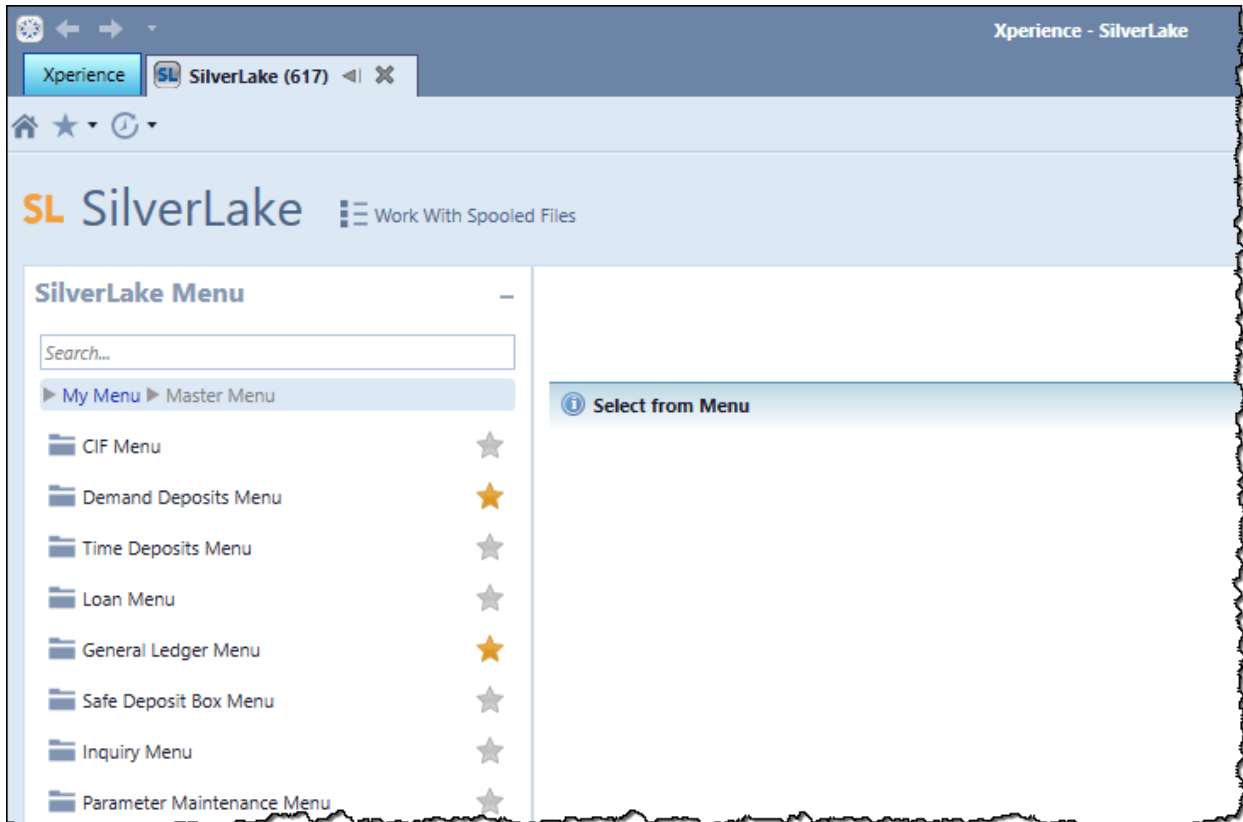 Xperience - SilverLake
Xperience
SL SilverLake (617)
SL SilverLake
Work With Spooled Files
SilverLake Menu
Search...
My Menu Master Menu
Select from Menu
CIF Menu
Demand Deposits Menu
Time Deposits Menu
Loan Menu
General Ledger Menu
Safe Deposit Box Menu
Inquiry Menu
Parameter Maintenance Menu